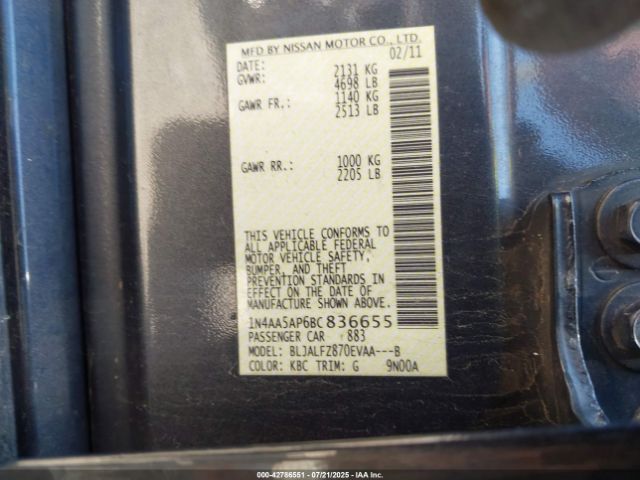 MFD BY NISSAN MOTOR CO., LTD.
DATE: 02/11
GVWR: 2131 KG
4698 LB
GAWR FR.: 1140 KG
2513 LB
GAWR RR.: 1000 KG
2205 LB
THIS VEHICLE CONFORMS TO
ALL APPLICABLE FEDERAL
MOTOR VEHICLE SAFETY,
BUMPER, AND THEFT
PREVENTION STANDARDS IN
EFFECT ON THE DATE OF
MANUFACTURE SHOWN ABOVE.
1N4AA5AP6BC836655
PASSENGER CAR 883
MODEL: BLJALFZ870EVAA---B
COLOR: KBC TRIM: G 9N00A
000-42786551 - 07/21/2025 - IAA Inc.